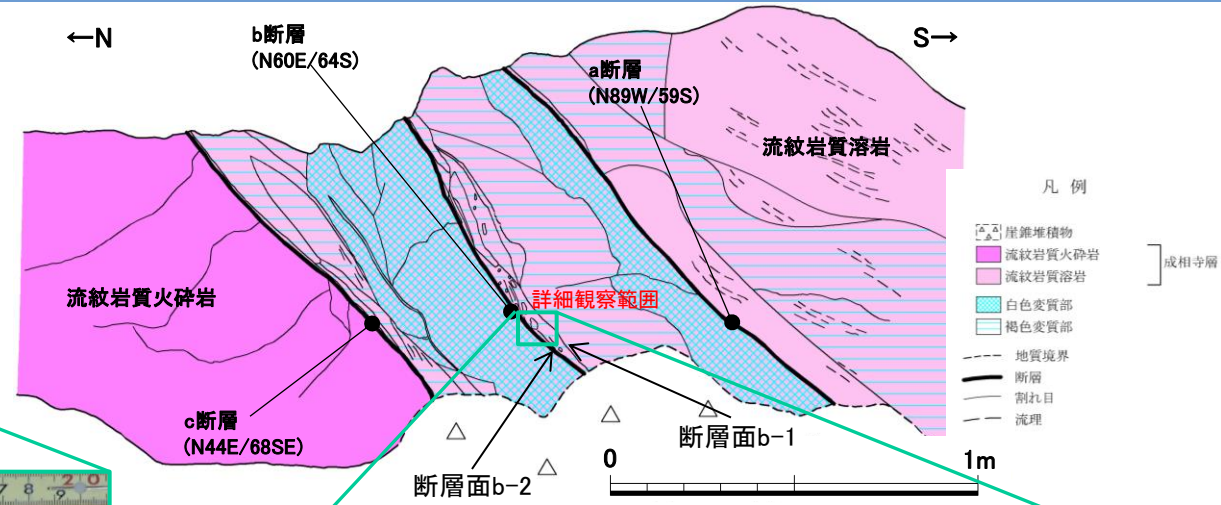 ←N
S→
b断層
(N60E/64S)
a断層
(N89W/59S)
流紋岩質溶岩
流紋岩質火砕岩
詳細観察範囲
c断層
(N44E/68SE)
断層面b-1
断層面b-2
0
1m
凡 例
崖錐堆積物
流紋岩質火砕岩
流紋岩質溶岩
成相寺層
白色変質部
褐色変質部
地質境界
断層
割れ目
流理
7 8 9 20